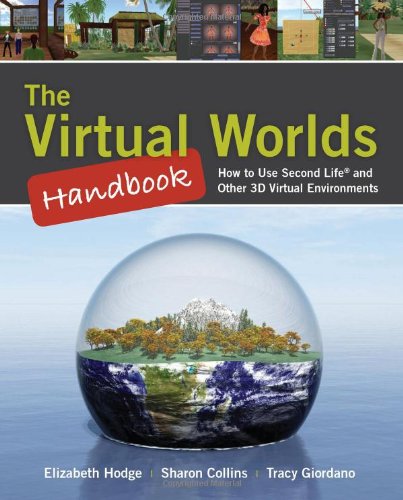 The
Virtual Worlds
Handbook
How to Use Second Life® and
Other 3D Virtual Environments
Elizabeth Hodge | Sharon Collins | Tracy Giordano